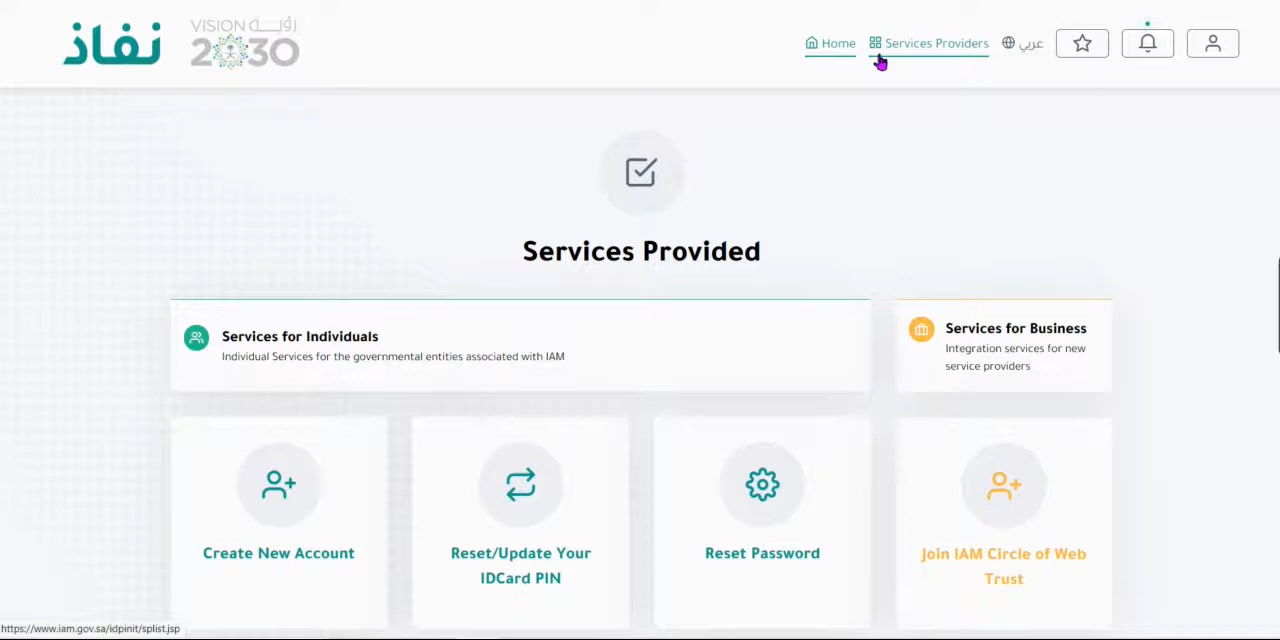 نفاذ
VISION رؤيــة
2030
Home
Services Providers
عربي
Services Provided
Services for Individuals
Individual Services for the governmental entities associated with IAM
Services for Business
Integration services for new
service providers
Create New Account
Reset/Update Your
IDCard PIN
Reset Password
Join IAM Circle of Web
Trust
https://www.iam.gov.sa/idpinit/splist.jsp